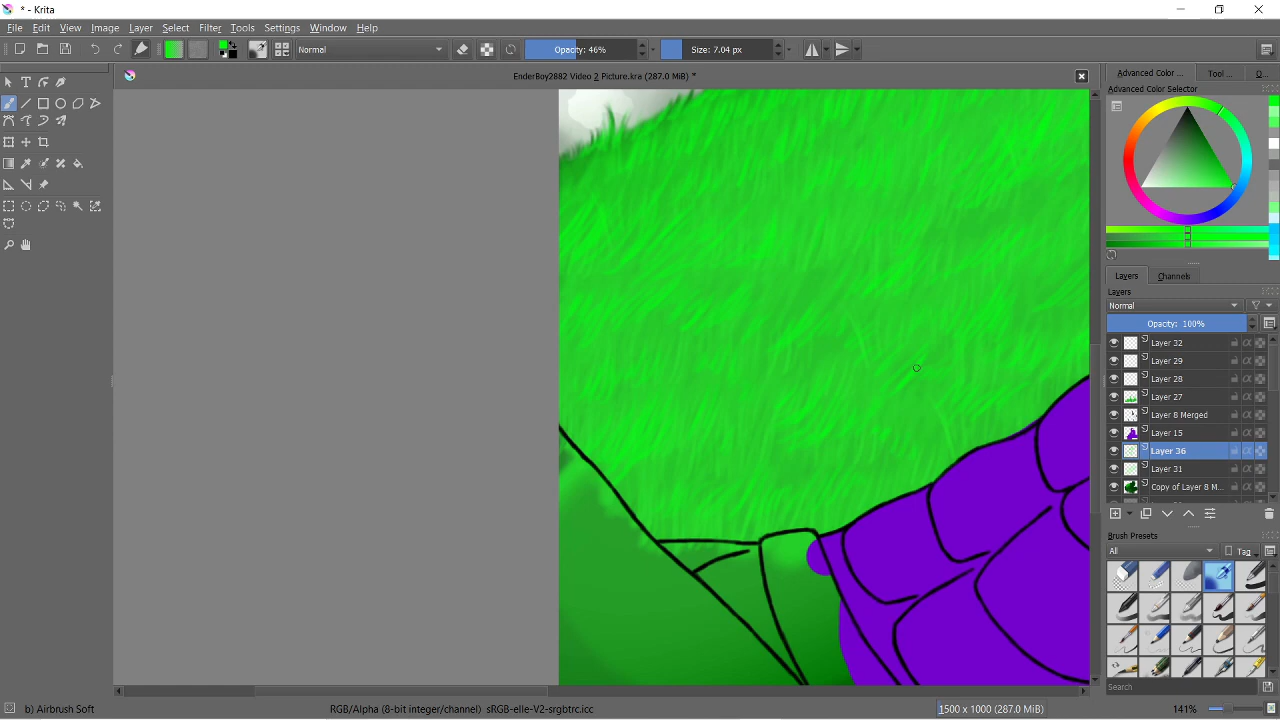 * - Krita
File Edit View Image Layer Select Filter Tools Settings Window Help
Normal Opacity: 46% Size: 7.04 px
EnderBoy2882 Video 2 Picture.kra (287.0 MiB) *
Advanced Color ... Tool ... O...
Advanced Color Selector
Layers Channels
Layers
Normal
Opacity: 100%
Layer 32
Layer 29
Layer 28
Layer 27
Layer 8 Merged
Layer 15
Layer 36
Layer 31
Copy of Layer 8 M...
Brush Presets
All Tag
Search
b) Airbrush Soft RGB/Alpha (8-bit integer/channel) sRGB-elle-V2-srgbtrc.icc 1500 x 1000 (287.0 MiB) 141%